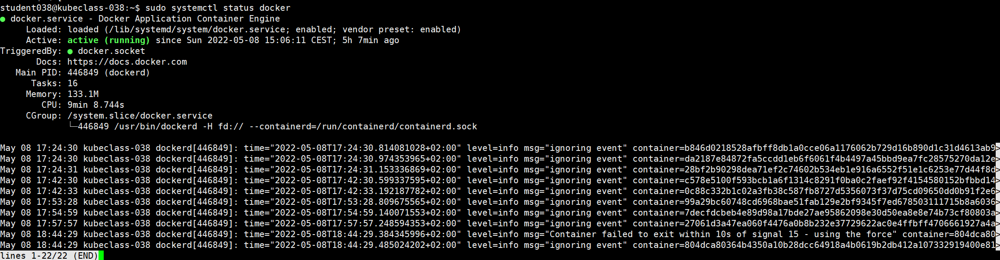 student038@kubeclass-038:~$ sudo systemctl status docker
● docker.service - Docker Application Container Engine
     Loaded: loaded (/lib/systemd/system/docker.service; enabled; vendor preset: enabled)
     Active: active (running) since Sun 2022-05-08 15:06:11 CEST; 5h 7min ago
TriggeredBy: ● docker.socket
       Docs: https://docs.docker.com
   Main PID: 446849 (dockerd)
      Tasks: 16
     Memory: 133.1M
        CPU: 9min 8.744s
     CGroup: /system.slice/docker.service
             └─446849 /usr/bin/dockerd -H fd:// --containerd=/run/containerd/containerd.sock
May 08 17:24:30 kubeclass-038 dockerd[446849]: time="2022-05-08T17:24:30.814081028+02:00" level=info msg="ignoring event" container=b846d0218528afbff8db1a0cce06a1176062b729d16b890d1c31d4613ab9>
May 08 17:24:30 kubeclass-038 dockerd[446849]: time="2022-05-08T17:24:30.974353965+02:00" level=info msg="ignoring event" container=da2187e84872fa5ccdd1eb6f6061f4b4497a45bbd9ea7fc28575270da12e>
May 08 17:24:31 kubeclass-038 dockerd[446849]: time="2022-05-08T17:24:31.153336869+02:00" level=info msg="ignoring event" container=28bf2b90298dea71ef2c74602b534eb1e916a6552f51e1c6253e77d44f8d>
May 08 17:42:30 kubeclass-038 dockerd[446849]: time="2022-05-08T17:42:30.599337595+02:00" level=info msg="ignoring event" container=c578e5100f593bcb1a6f1314c8291f0ba0c2faef92f4154580152bfbbd14>
May 08 17:42:33 kubeclass-038 dockerd[446849]: time="2022-05-08T17:42:33.192187782+02:00" level=info msg="ignoring event" container=0c88c332b1c02a3fb38c587fb8727d5356073f37d75cd09650dd0b91f2e6>
May 08 17:53:28 kubeclass-038 dockerd[446849]: time="2022-05-08T17:53:28.809675565+02:00" level=info msg="ignoring event" container=99a29bc60748cd6968bae51fab129e2bf9345f7ed678503111715b8a6036>
May 08 17:54:59 kubeclass-038 dockerd[446849]: time="2022-05-08T17:54:59.140071553+02:00" level=info msg="ignoring event" container=7decfdcbeb4e89d98a17bde27ae95862098e30d50ea8e8e74b73cf80803a>
May 08 17:57:57 kubeclass-038 dockerd[446849]: time="2022-05-08T17:57:57.248594353+02:00" level=info msg="ignoring event" container=27061d3a47ea060f4476a0b8b232e37729622ac0e4ffbff4706661927a4a>
May 08 18:44:29 kubeclass-038 dockerd[446849]: time="2022-05-08T18:44:29.384345996+02:00" level=info msg="Container failed to exit within 10s of signal 15 - using the force" container=804dca80>
May 08 18:44:29 kubeclass-038 dockerd[446849]: time="2022-05-08T18:44:29.485024202+02:00" level=info msg="ignoring event" container=804dca80364b4350a10b28dcc64918a4b0619b2db412a107332919400e81>
lines 1-22/22 (END)